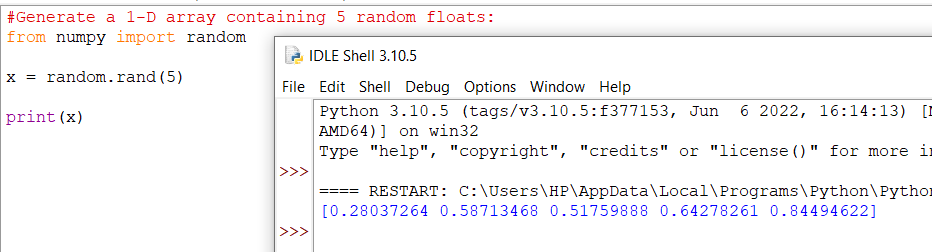 #Generate a 1-D array containing 5 random floats:
from numpy import random
x = random.rand(5)
print(x)
IDLE Shell 3.10.5
File Edit Shell Debug Options Window Help
Python 3.10.5 (tags/v3.10.5:f377153, Jun  6 2022, 16:14:13) [
AMD64)] on win32
Type "help", "copyright", "credits" or "license()" for more
>>>
==== RESTART: C:\Users\HP\AppData\Local\Programs\Python\
[0.28037264 0.58713468 0.51759888 0.64278261 0.84494622]
>>>